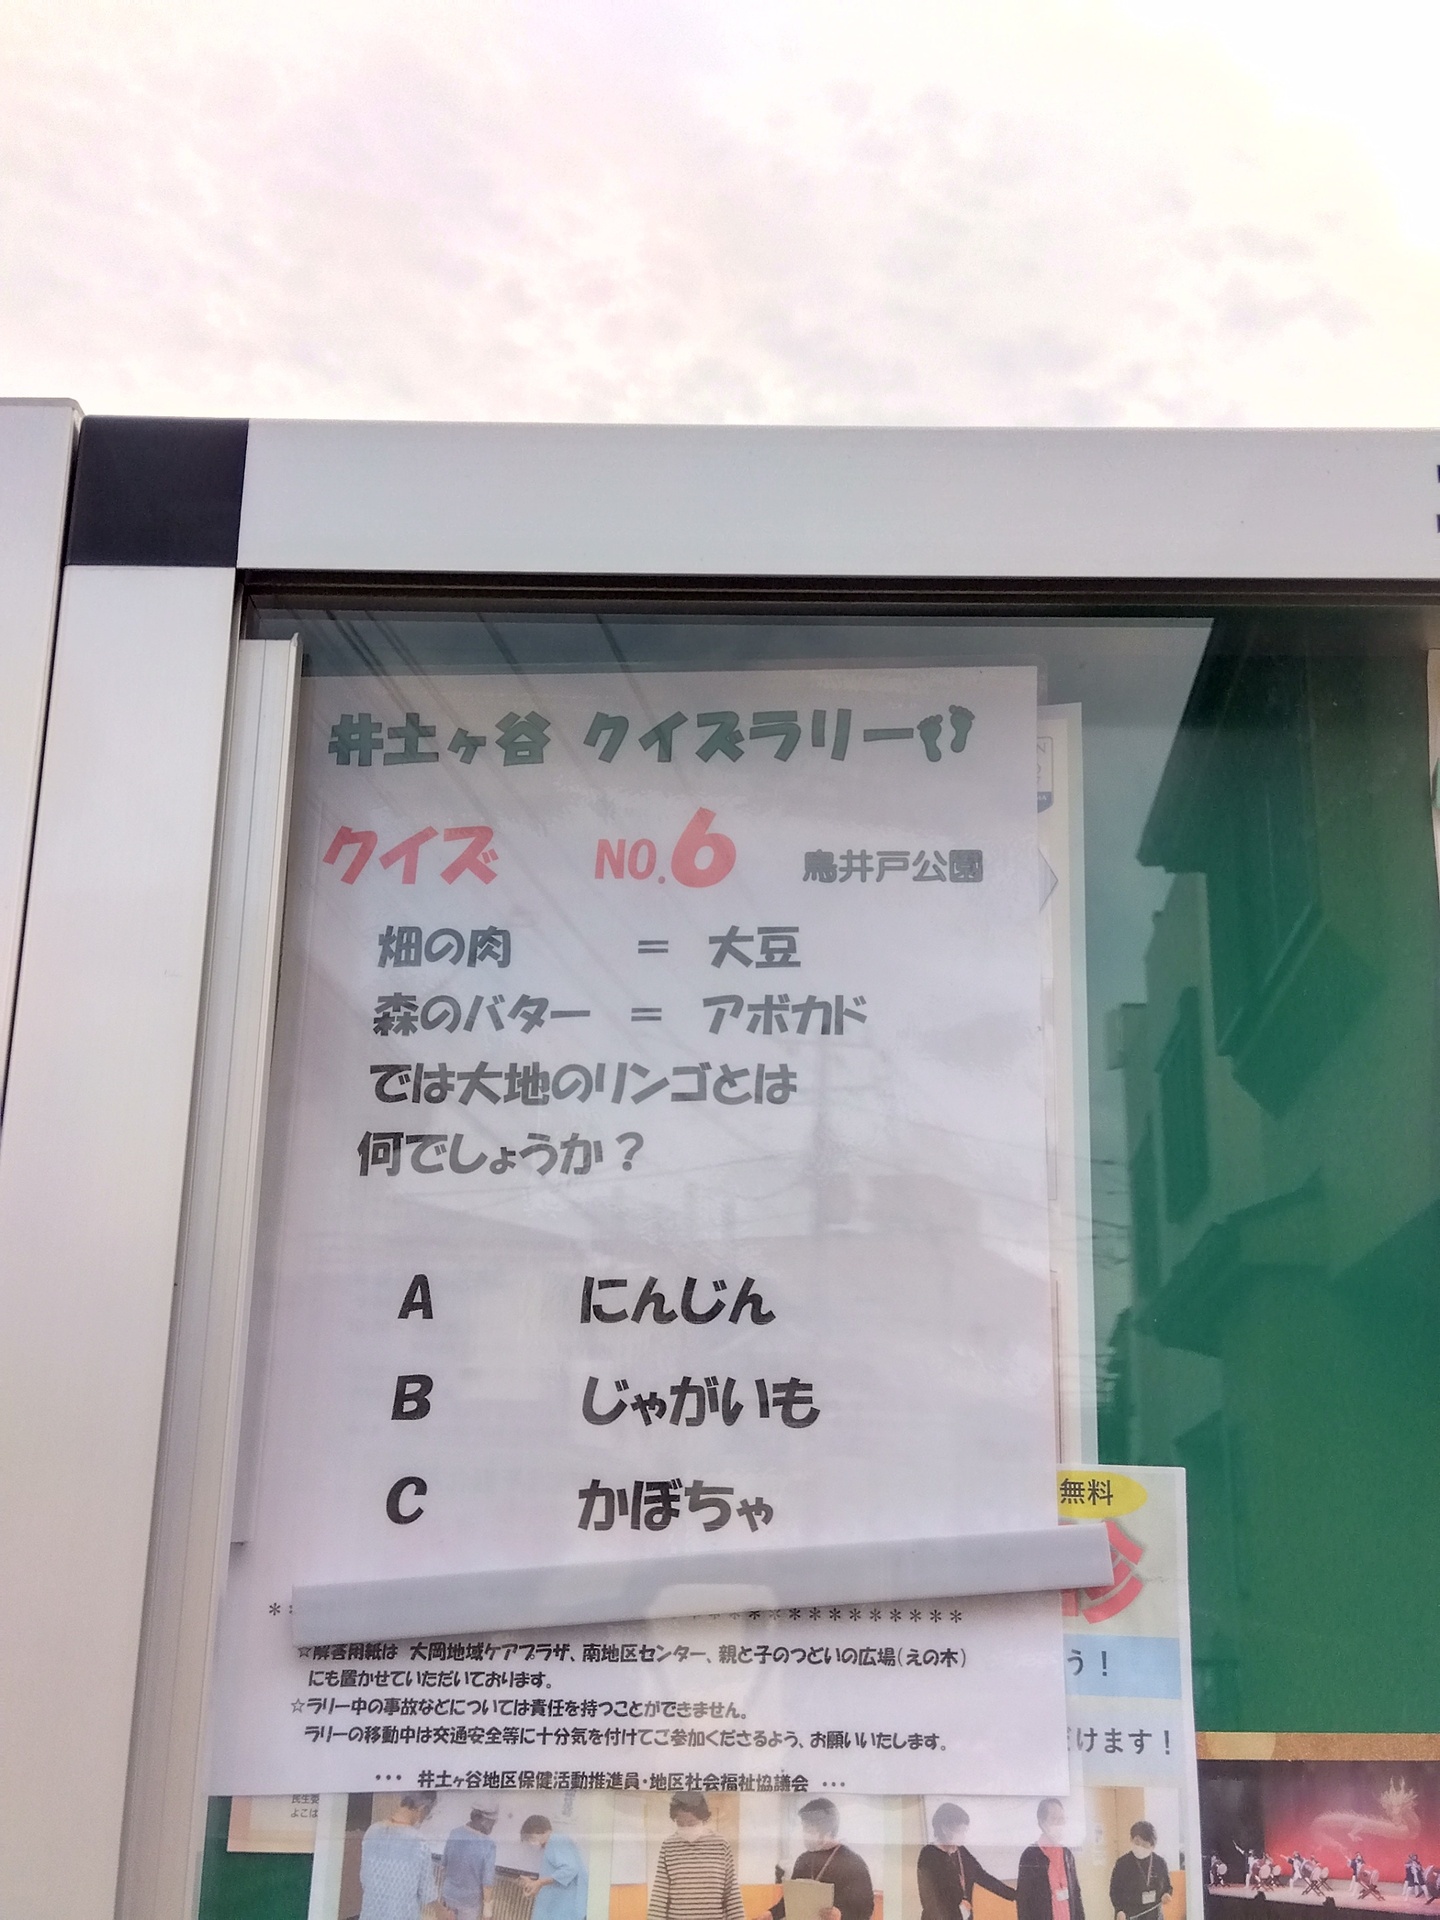 井土ヶ谷 クイズラリー
クイズ NO.6 鳥井戸公園
畑の肉 = 大豆
森のバター = アボカド
では大地のリンゴとは
何でしょうか？
A にんじん
B じゃがいも
C かぼちゃ
☆解答用紙は 大岡地域ケアプラザ、南地区センター、親と子のつどいの広場(えの木)
にも置かせていただいております。
☆ラリー中の事故などについては責任を持つことができません。
ラリーの移動中は交通安全等に十分気を付けてご参加くださるよう、お願いいたします。
… 井土ヶ谷地区保健活動推進員・地区社会福祉協議会 …
無料
う！
けます！
民生委
よこは